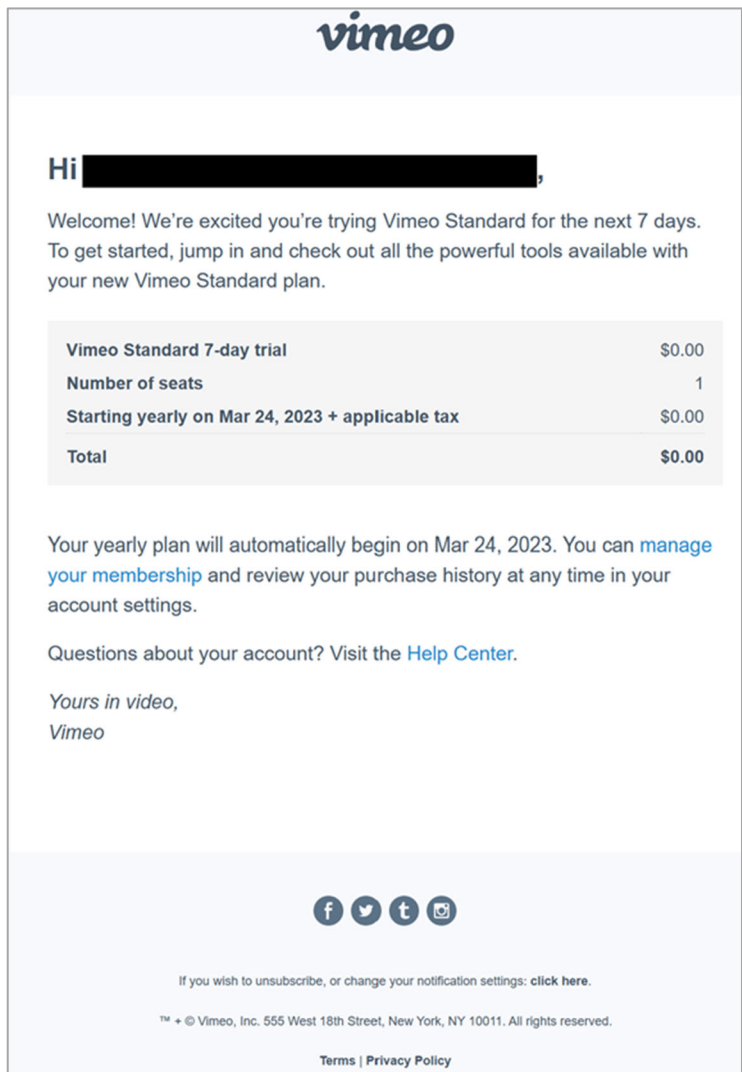 vimeo
Hi ,
Welcome! We’re excited you’re trying Vimeo Standard for the next 7 days.
To get started, jump in and check out all the powerful tools available with
your new Vimeo Standard plan.
Vimeo Standard 7-day trial $0.00
Number of seats 1
Starting yearly on Mar 24, 2023 + applicable tax $0.00
Total $0.00
Your yearly plan will automatically begin on Mar 24, 2023. You can manage
your membership and review your purchase history at any time in your
account settings.
Questions about your account? Visit the Help Center.
Yours in video,
Vimeo
If you wish to unsubscribe, or change your notification settings: click here.
™ + © Vimeo, Inc. 555 West 18th Street, New York, NY 10011. All rights reserved.
Terms | Privacy Policy